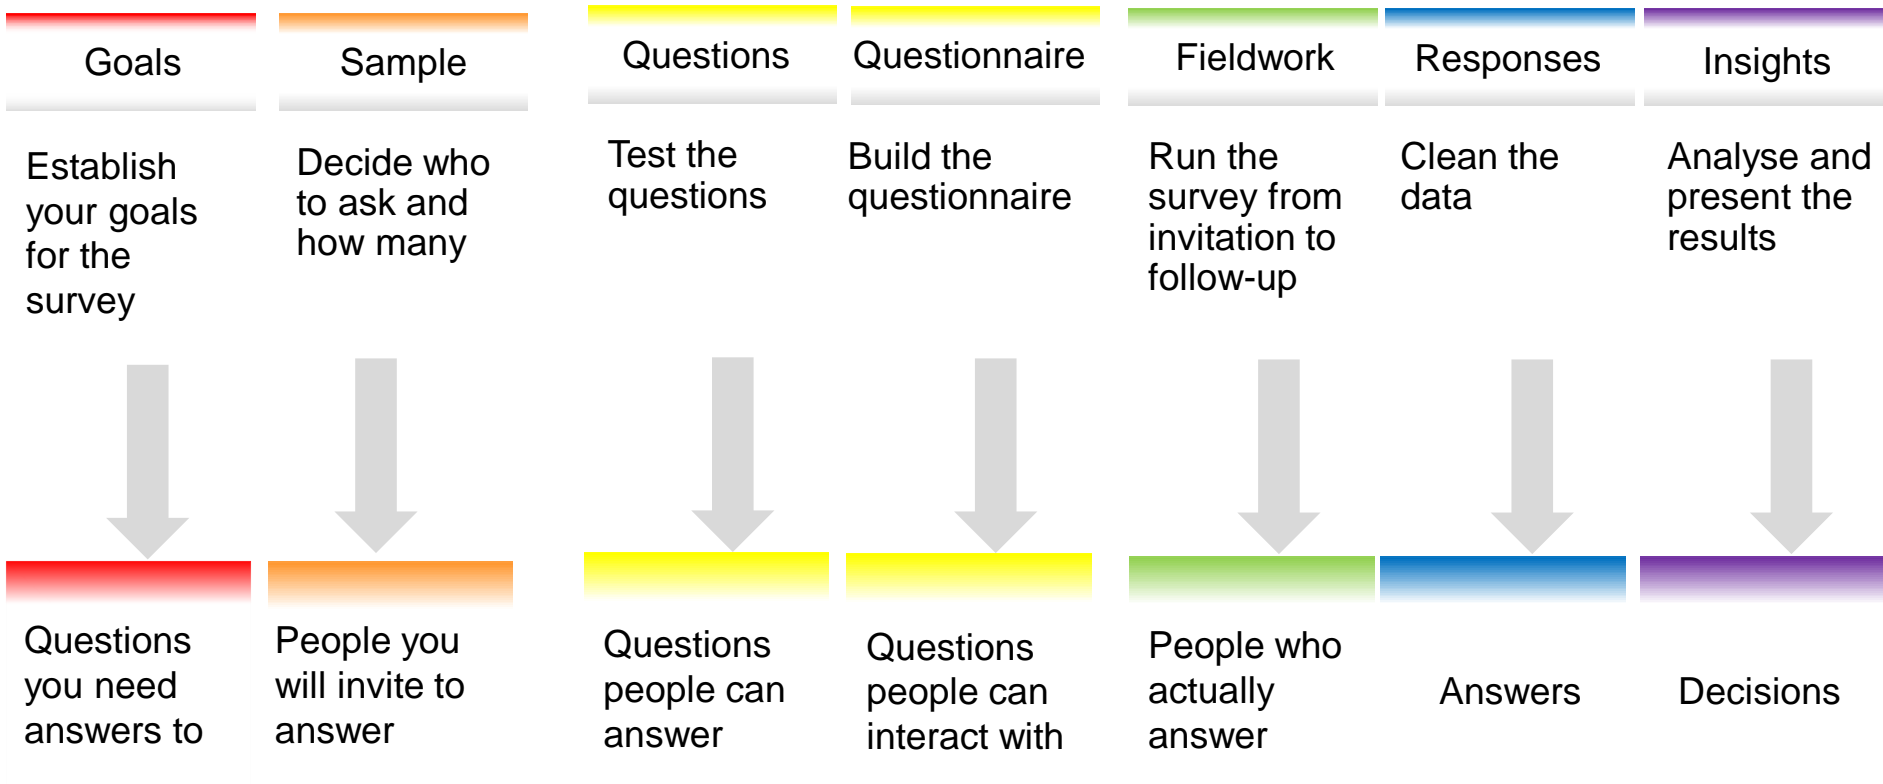 Goals
Sample
Questions
Questionnaire
Fieldwork
Responses
Insights
Establish
your goals
for the
survey
Decide who
to ask and
how many
Test the
questions
Build the
questionnaire
Run the
survey from
invitation to
follow-up
Clean the
data
Analyse and
present the
results
Questions
you need
answers to
People you
will invite to
answer
Questions
people can
answer
Questions
people can
interact with
People who
actually
answer
Answers
Decisions